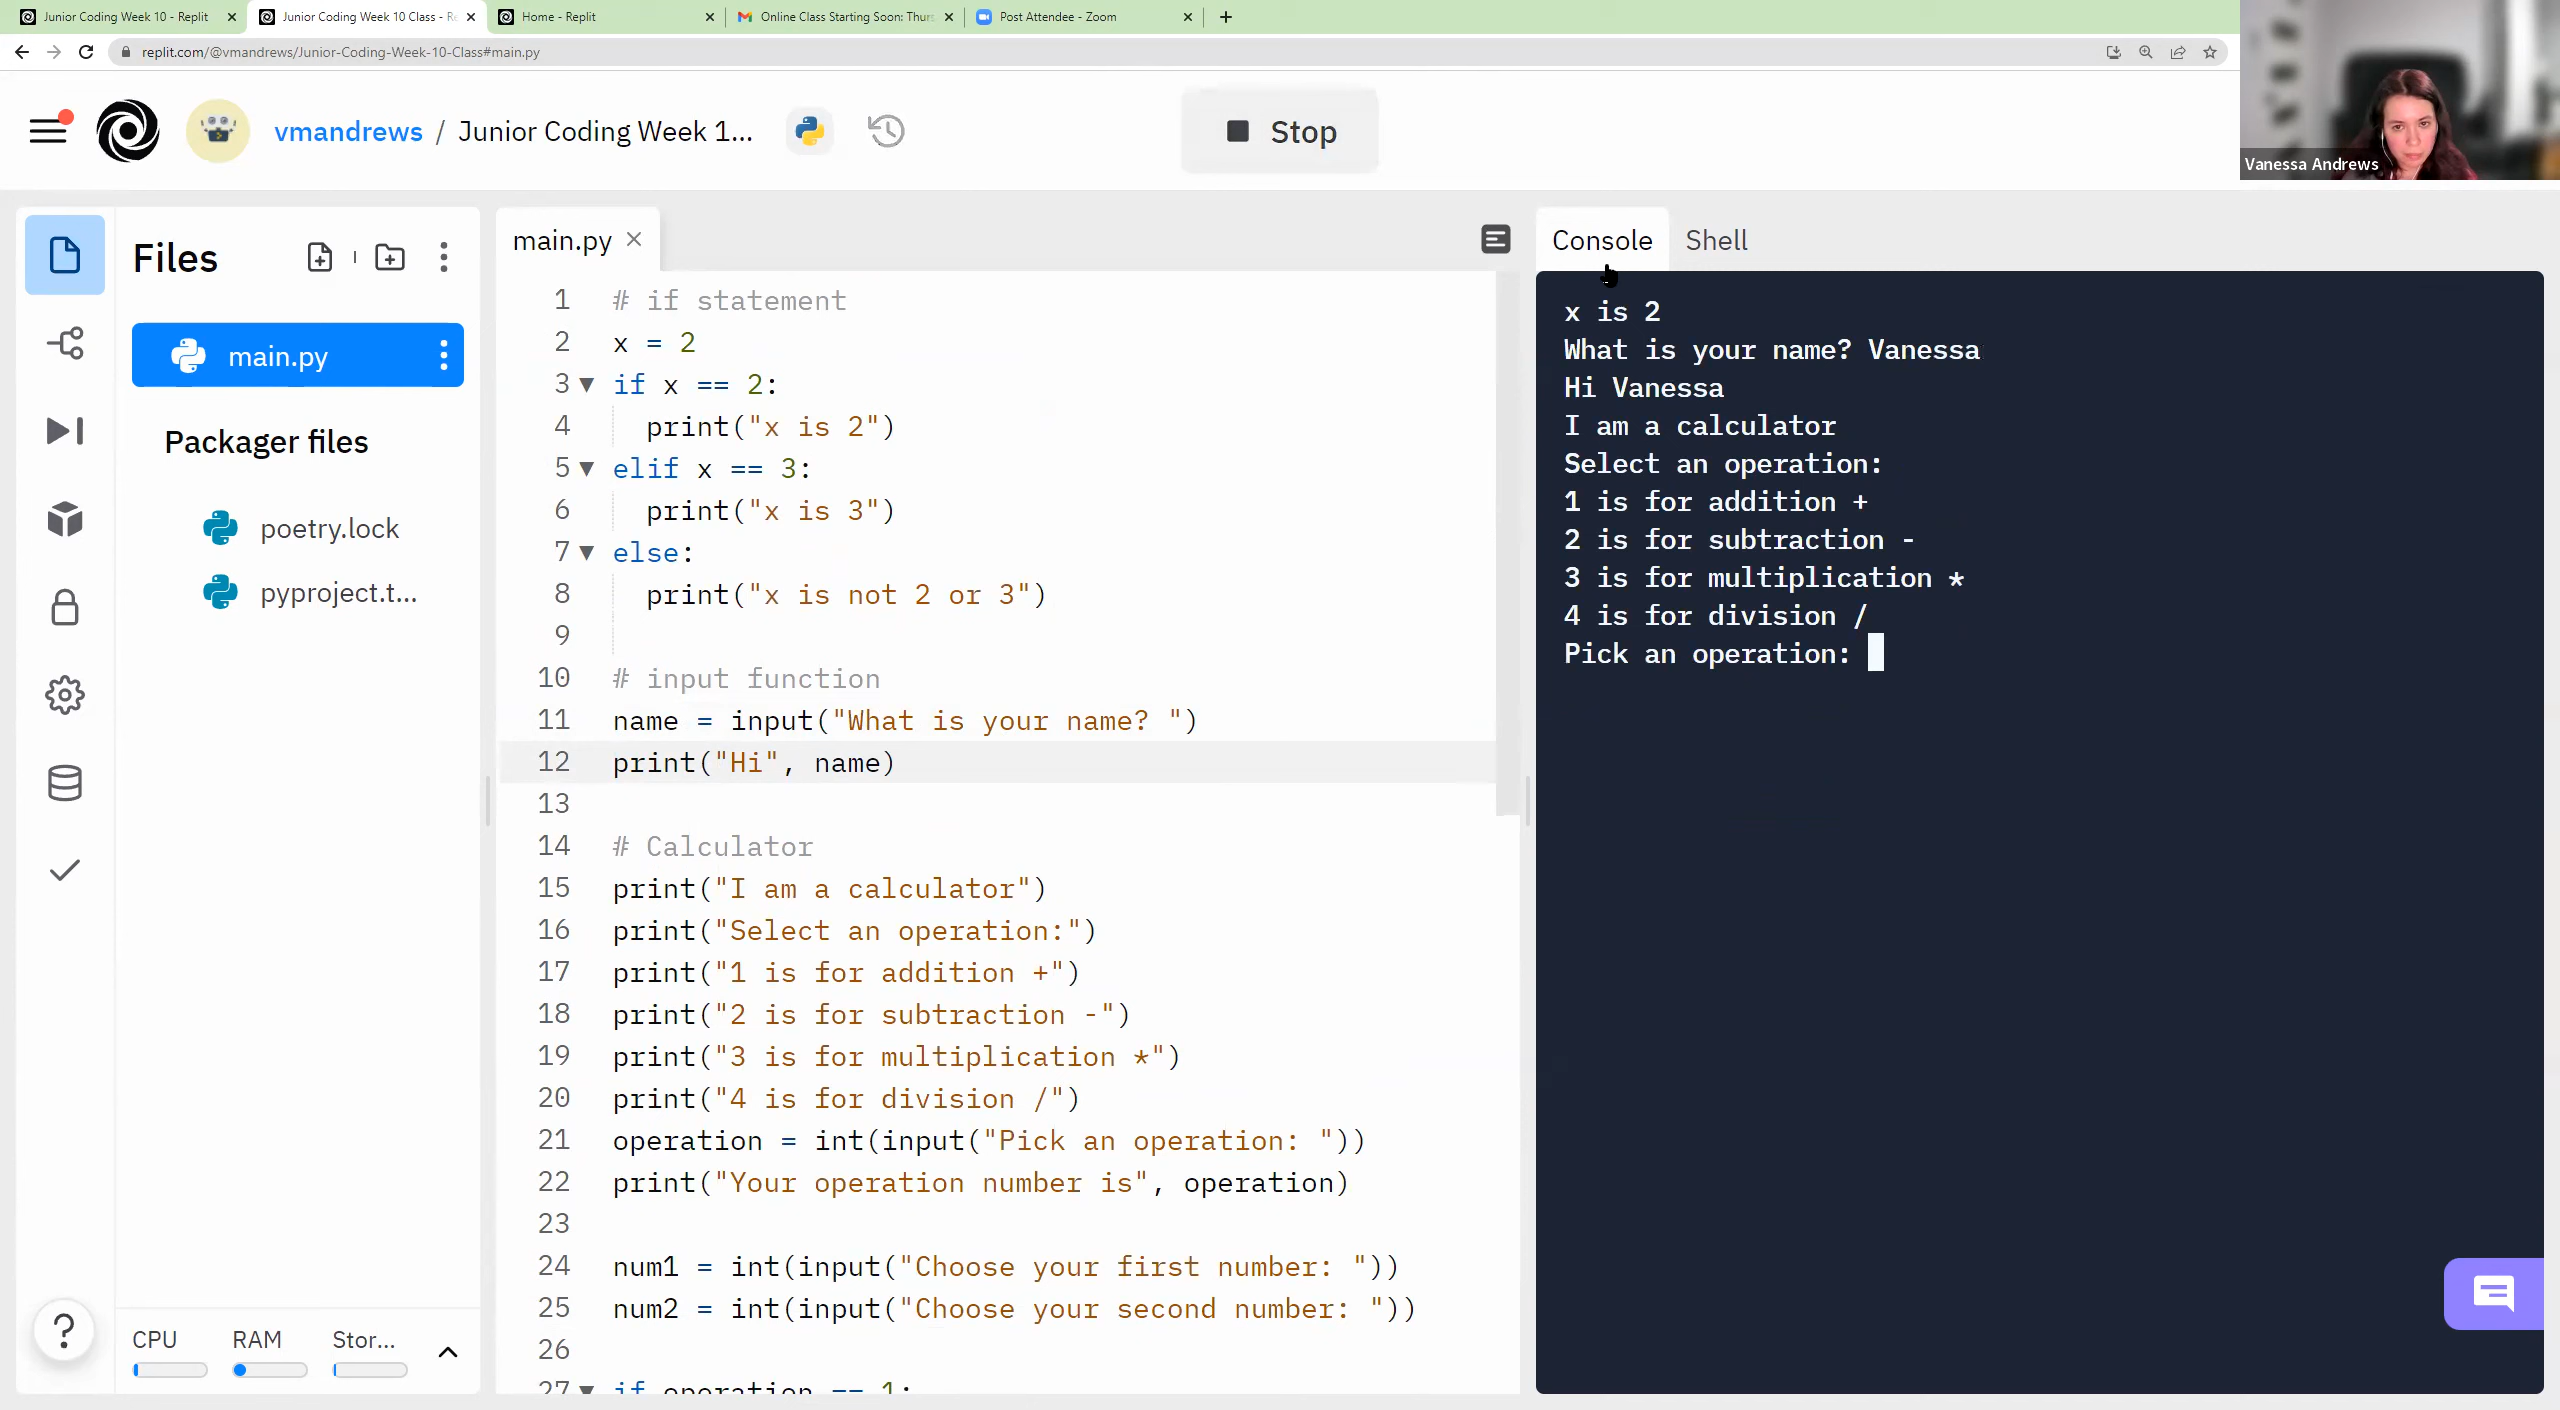 Junior Coding Week 10 - Replit
Junior Coding Week 10 Class - Re
Home - Replit
Online Class Starting Soon: Thurs
Post Attendee - Zoom
replit.com/@vmandrews/Junior-Coding-Week-10-Class#main.py
vmandrews / Junior Coding Week 1...
Stop
Vanessa Andrews
Files
main.py
Packager files
poetry.lock
pyproject.t...
CPU RAM Stor...
main.py
1 # if statement
2 x = 2
3 if x == 2:
4 print("x is 2")
5 elif x == 3:
6 print("x is 3")
7 else:
8 print("x is not 2 or 3")
9
10 # input function
11 name = input("What is your name? ")
12 print("Hi", name)
13
14 # Calculator
15 print("I am a calculator")
16 print("Select an operation:")
17 print("1 is for addition +")
18 print("2 is for subtraction -")
19 print("3 is for multiplication *")
20 print("4 is for division /")
21 operation = int(input("Pick an operation: "))
22 print("Your operation number is", operation)
23
24 num1 = int(input("Choose your first number: "))
25 num2 = int(input("Choose your second number: "))
26
27 if operation == 1:
Console Shell
x is 2
What is your name? Vanessa
Hi Vanessa
I am a calculator
Select an operation:
1 is for addition +
2 is for subtraction -
3 is for multiplication *
4 is for division /
Pick an operation: